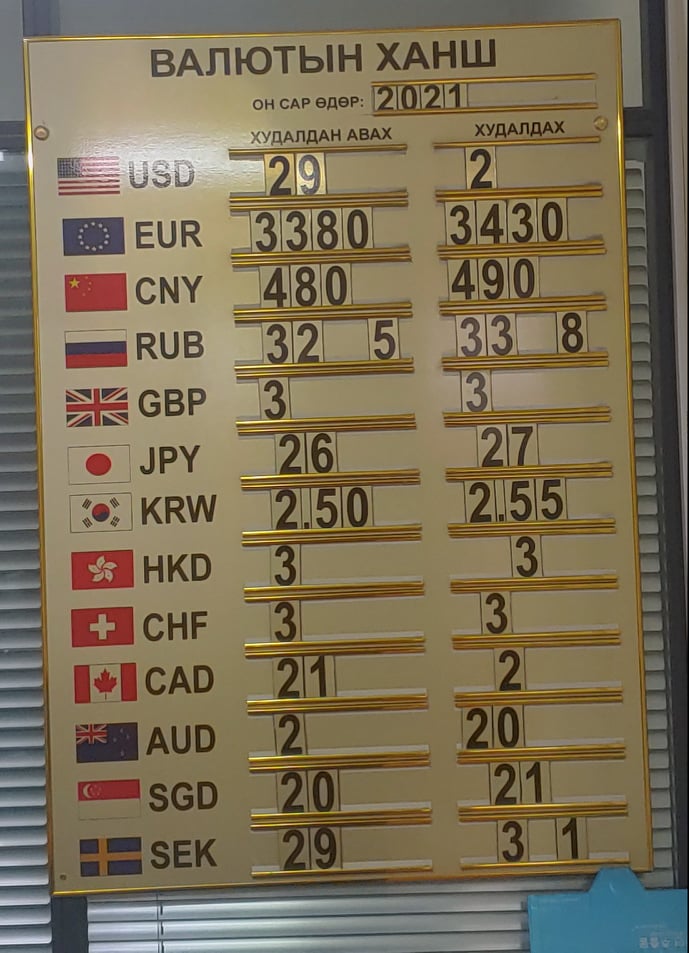 ВАЛЮТЫН ХАНШ
ОН САР ӨДӨР: 2021
ХУДАЛДАН АВАХ ХУДАЛДАХ
USD 29 2
EUR 3380 3430
CNY 480 490
RUB 32 5 33 8
GBP 3 3
JPY 26 27
KRW 2.50 2.55
HKD 3 3
CHF 3 3
CAD 21 2
AUD 2 20
SGD 20 21
SEK 29 3 1